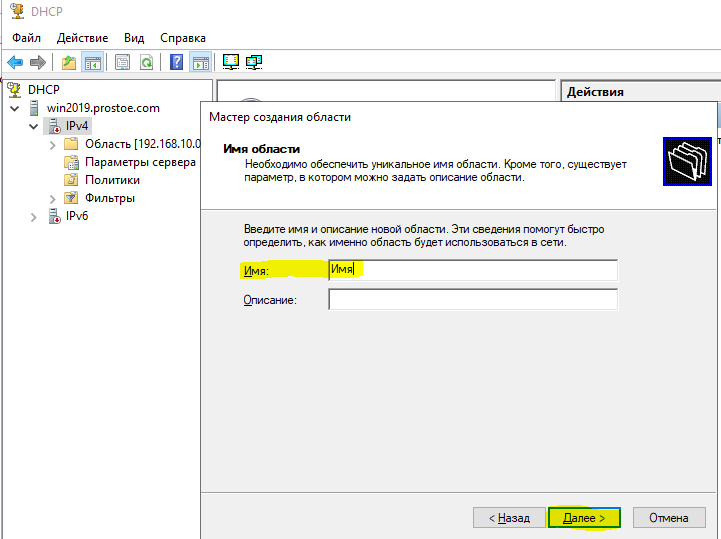 DHCP
Файл Действие Вид Справка
DHCP
win2019.prostoe.com
IPv4
Область [192.168.10.0
Параметры сервера
Политики
Фильтры
IPv6
Действия
Мастер создания области
Имя области
Необходимо обеспечить уникальное имя области. Кроме того, существует
параметр, в котором можно задать описание области.
Введите имя и описание новой области. Эти сведения помогут быстро
определить, как именно область будет использоваться в сети.
Имя: Имя
Описание:
< Назад Далее > Отмена